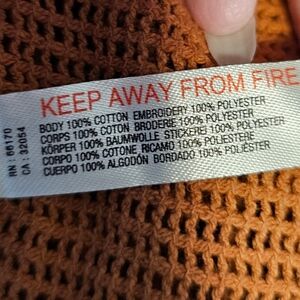 KEEP AWAY FROM FIRE
BODY 100% COTTON EMBROIDERY 100% POLYESTER
CORPS 100% COTON BRODERIE 100% POLYESTER
KÖRPER 100% BAUMWOLLE STICKEREI 100% POLYESTER
CORPO 100% COTONE, RICAMO 100% POLIESTERE
CUERPO 100% ALGODÓN BORDADO 100% POLIÉSTER
RN : 66170
CA : 32054